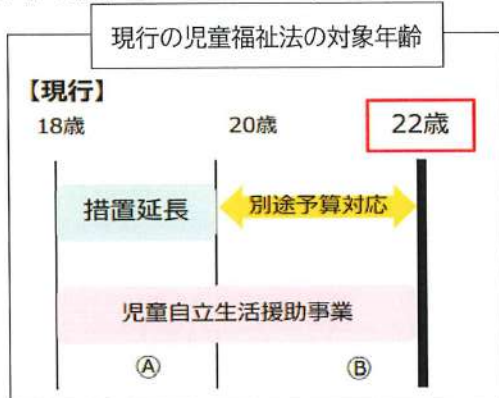 現行の児童福祉法の対象年齢
【現行】
18歳
20歳
22歳
措置延長
別途予算対応
児童自立生活援助事業
Ⓐ
Ⓑ